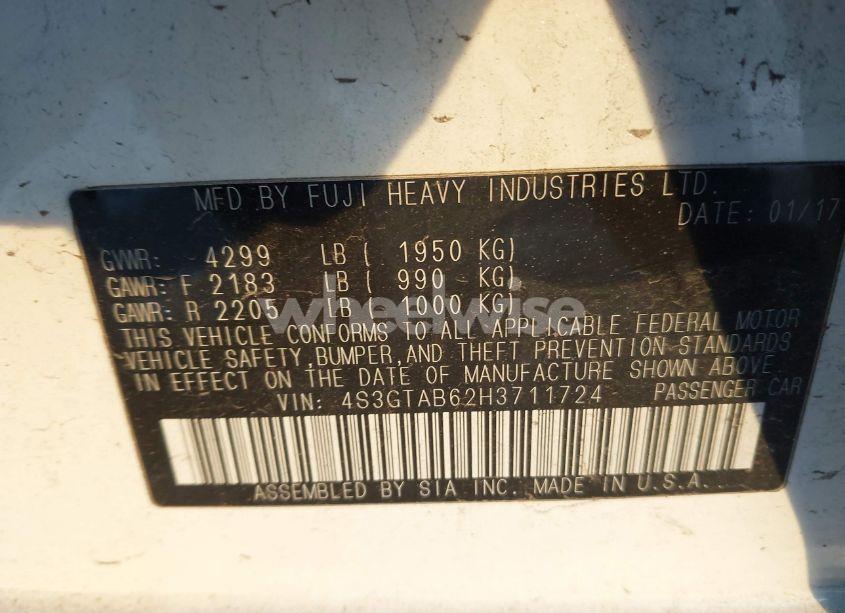 MFD BY FUJI HEAVY INDUSTRIES LTD.
DATE: 01/17
GVWR: 4299 LB ( 1950 KG)
GAWR: F 2183 LB ( 990 KG)
GAWR: R 2205 LB ( 1000 KG)
wheelwise
THIS VEHICLE CONFORMS TO ALL APPLICABLE FEDERAL MOTOR
VEHICLE SAFETY, BUMPER, AND THEFT PREVENTION STANDARDS
IN EFFECT ON THE DATE OF MANUFACTURE SHOWN ABOVE.
VIN: 4S3GTAB62H3711724 PASSENGER CAR
ASSEMBLED BY SIA INC. MADE IN U.S.A.